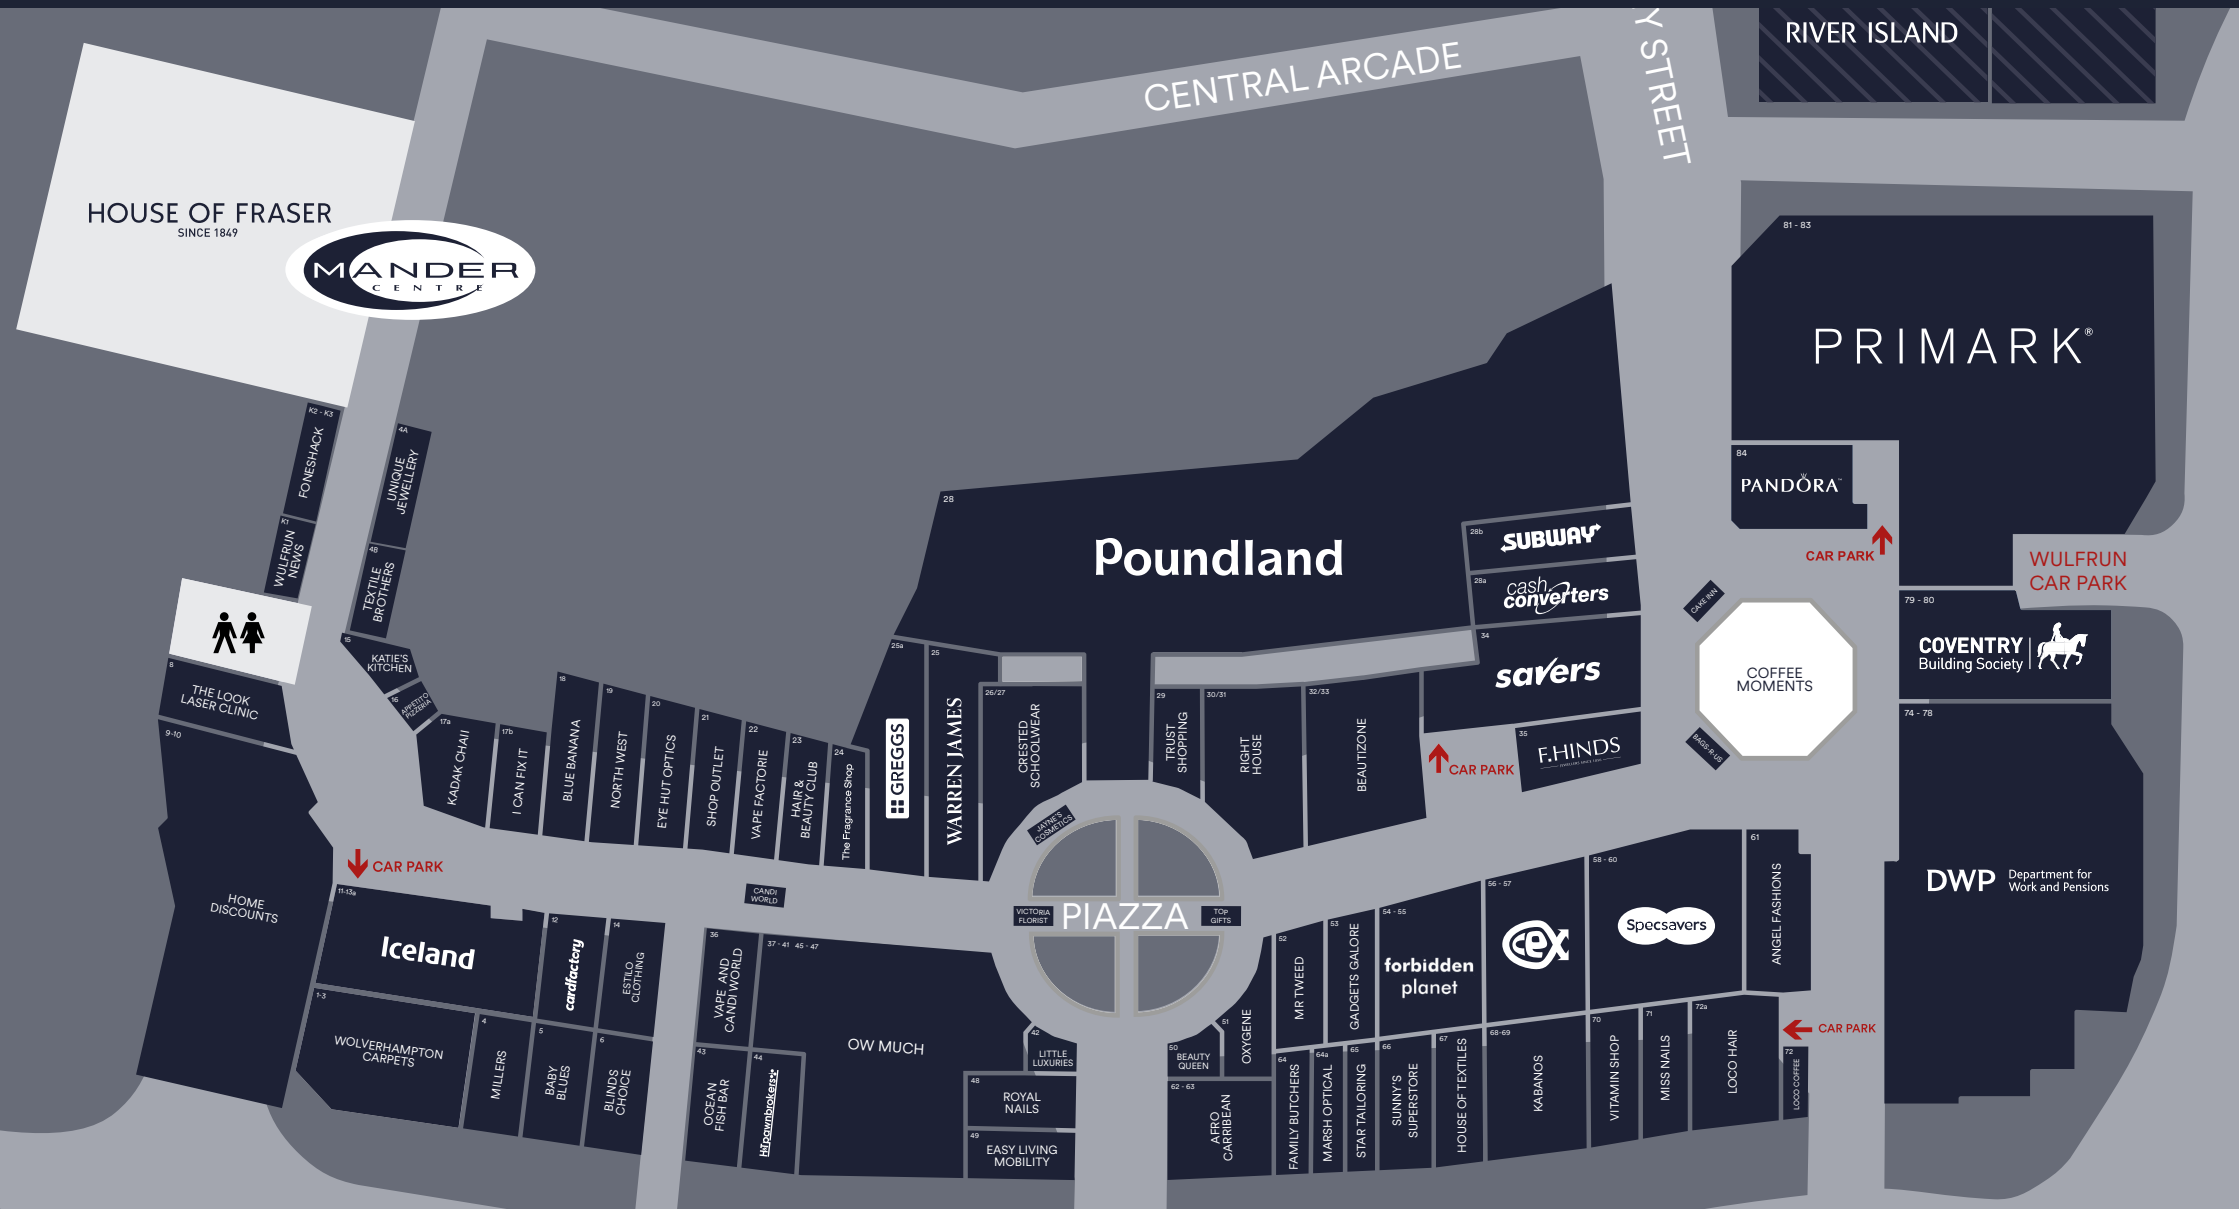 RIVER ISLAND
CENTRAL ARCADE
Y STREET
HOUSE OF FRASER
SINCE 1849
MANDER
CENTRE
81 - 83
PRIMARK®
K2 - K3
FONESHACK
4A
UNIQUE
JEWELLERY
K1
WULFRUN
NEWS
4B
TEXTILE
BROTHERS
84
PANDÖRA™
CAR PARK
WULFRUN
CAR PARK
28
Poundland
28b
SUBWAY
28a
cash
converters
34
savers
35
F.HINDS
CAR PARK
CAKE INN
COFFEE
MOMENTS
BAGS-R-US
79 - 80
COVENTRY
Building Society
74 - 78
DWP
Department for
Work and Pensions
8
THE LOOK
LASER CLINIC
9-10
HOME
DISCOUNTS
15
KATIE'S
KITCHEN
16
APPETITO
PIZZERIA
17a
KADAK CHAII
17b
I CAN FIX IT
18
BLUE BANANA
19
NORTH WEST
20
EYE HUT OPTICS
21
SHOP OUTLET
22
VAPE FACTORIE
23
HAIR &
BEAUTY CLUB
24
The Fragrance Shop
25a
GREGGS
25
WARREN JAMES
26/27
CRESTED
SCHOOLWEAR
29
TRUST
SHOPPING
30/31
RIGHT
HOUSE
32/33
BEAUTIZONE
CAR PARK
CANDI
WORLD
JAYNE'S
COSMETICS
VICTORIA
FLORIST
PIAZZA
TOP
GIFTS
11-13a
Iceland
12
cardfactory
14
ESTILO
CLOTHING
1-3
WOLVERHAMPTON
CARPETS
4
MILLERS
5
BABY
BLUES
6
BLINDS
CHOICE
36
VAPE AND
CANDI WORLD
37 - 41 45 - 47
OW MUCH
43
OCEAN
FISH BAR
44
H&Tpawnbrokers
42
LITTLE
LUXURIES
48
ROYAL
NAILS
49
EASY LIVING
MOBILITY
50
BEAUTY
QUEEN
51
OXYGENE
52
MR TWEED
53
GADGETS GALORE
54 - 55
forbidden
planet
56 - 57
cex
58 - 60
Specsavers
61
ANGEL FASHIONS
62 - 63
AFRO
CARRIBEAN
64
FAMILY BUTCHERS
64a
MARSH OPTICAL
65
STAR TAILORING
66
SUNNY'S
SUPERSTORE
67
HOUSE OF TEXTILES
68-69
KABANOS
70
VITAMIN SHOP
71
MISS NAILS
72a
LOCO HAIR
72
LOCO COFFEE
CAR PARK